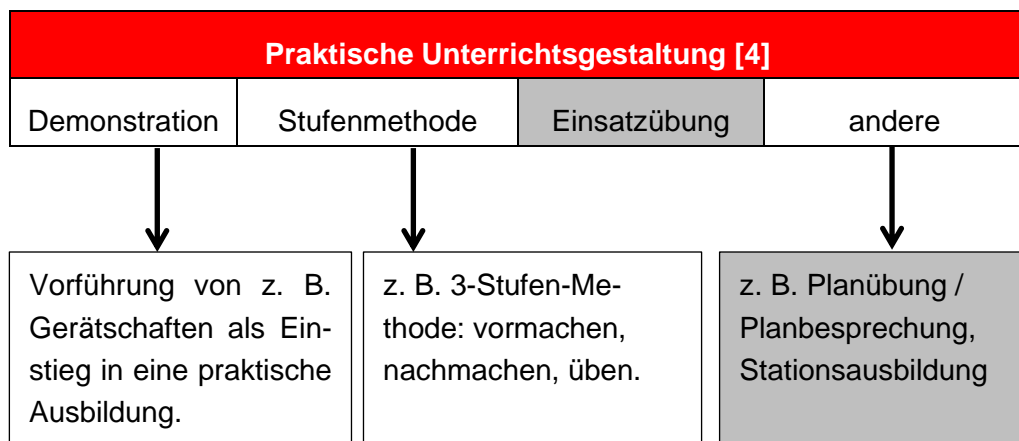 Praktische Unterrichtsgestaltung [4]
Demonstration
Stufenmethode
Einsatzübung
andere
Vorführung von z. B.
Gerätschaften als Ein-
stieg in eine praktische
Ausbildung.
z. B. 3-Stufen-Me-
thode: vormachen,
nachmachen, üben.
z. B. Planübung /
Planbesprechung,
Stationsausbildung